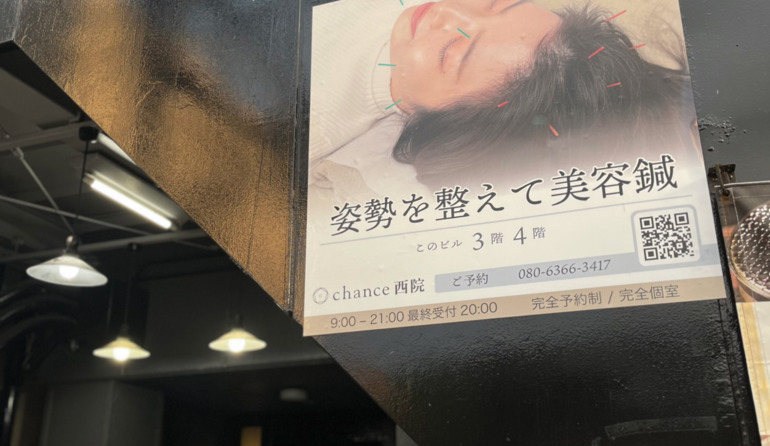 姿勢を整えて美容鍼
このビル 3階 4階
chance 西院 ご予約 080-6366-3417
9:00 – 21:00 最終受付 20:00 完全予約制 / 完全個室